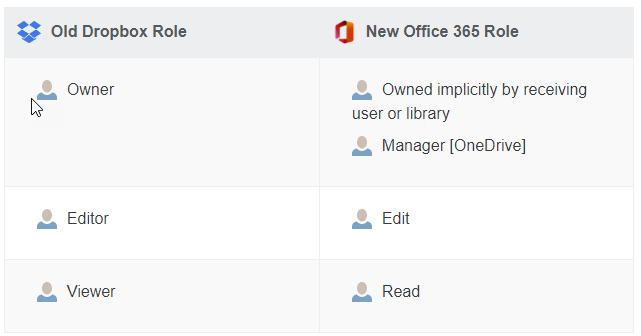 Old Dropbox Role
New Office 365 Role
Owner
Owned implicitly by receiving
user or library
Manager [OneDrive]
Editor
Edit
Viewer
Read